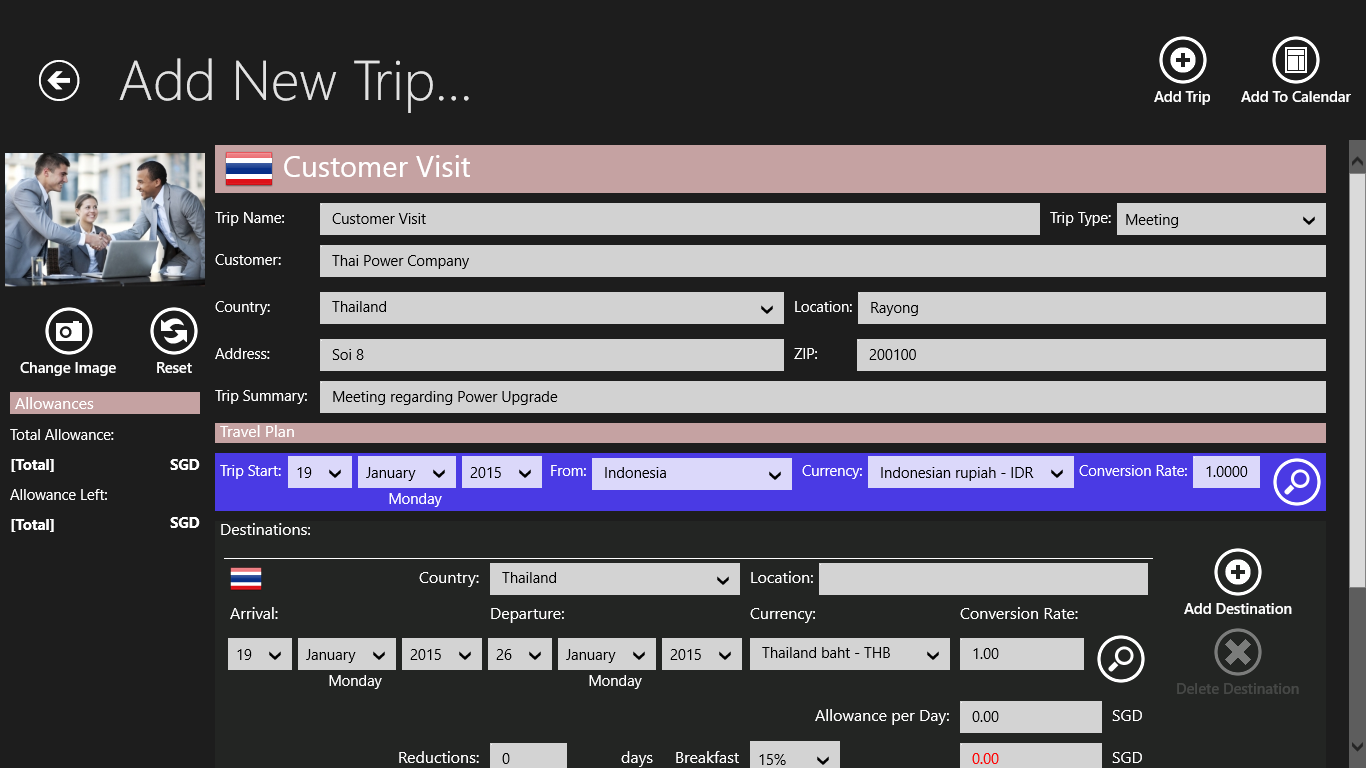 Add New Trip...
Add Trip
Add To Calendar
Customer Visit
Trip Name: Customer Visit Trip Type: Meeting
Customer: Thai Power Company
Country: Thailand Location: Rayong
Address: Soi 8 ZIP: 200100
Trip Summary: Meeting regarding Power Upgrade
Change Image Reset
Allowances
Total Allowance:
[Total] SGD
Allowance Left:
[Total] SGD
Travel Plan
Trip Start: 19 January 2015 From: Indonesia Currency: Indonesian rupiah - IDR Conversion Rate: 1.0000
Monday
Destinations:
Country: Thailand Location:
Arrival: Departure: Currency: Conversion Rate:
19 January 2015 26 January 2015 Thailand baht - THB 1.00
Monday Monday
Add Destination
Delete Destination
Allowance per Day: 0.00 SGD
Reductions: 0 days Breakfast 15% 0.00 SGD